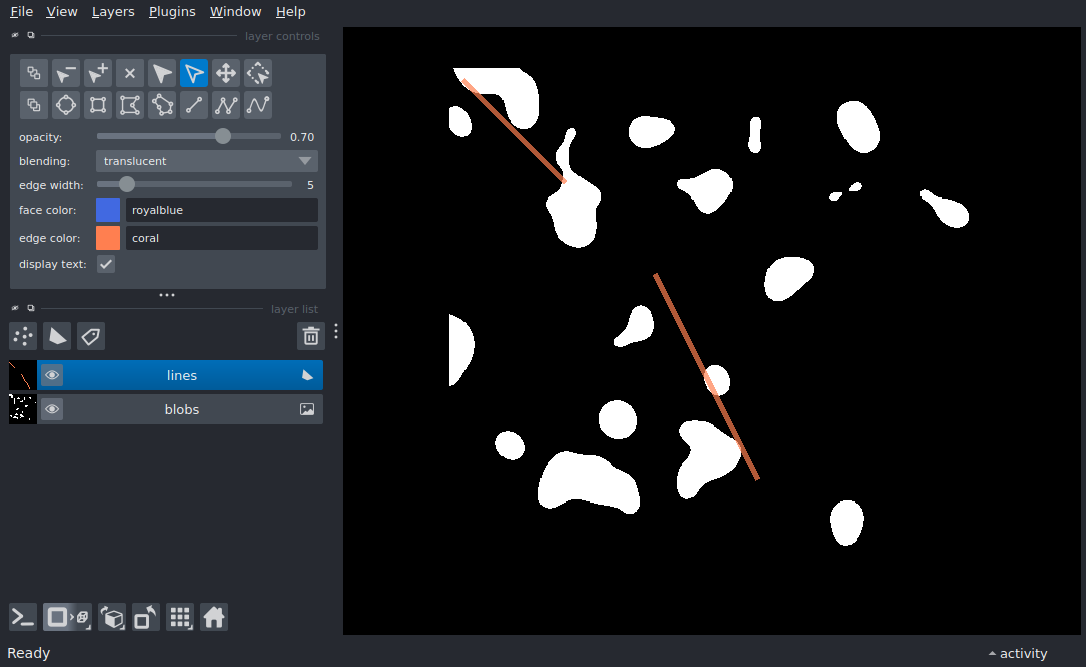 File View Layers Plugins Window Help
layer controls
opacity: 0.70
blending: translucent
edge width: 5
face color: royalblue
edge color: coral
display text:
layer list
lines
blobs
Ready
activity